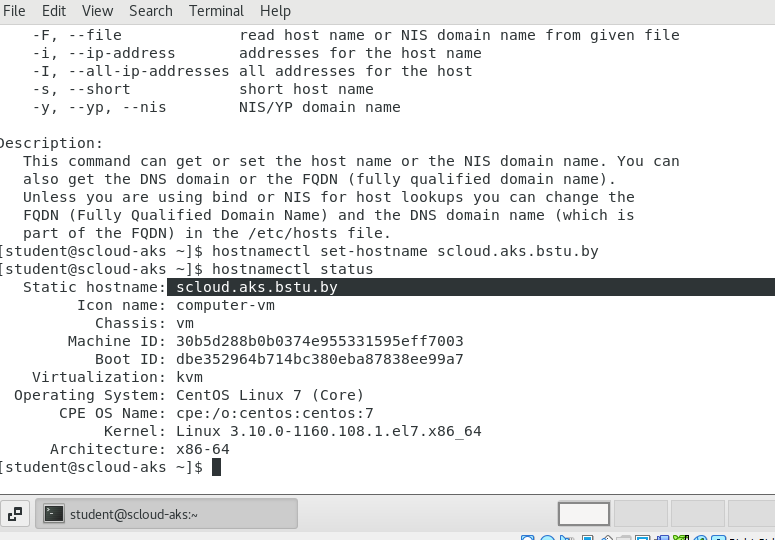 File Edit View Search Terminal Help
-F, --file read host name or NIS domain name from given file
-i, --ip-address addresses for the host name
-I, --all-ip-addresses all addresses for the host
-s, --short short host name
-y, --yp, --nis NIS/YP domain name
Description:
This command can get or set the host name or the NIS domain name. You can
also get the DNS domain or the FQDN (fully qualified domain name).
Unless you are using bind or NIS for host lookups you can change the
FQDN (Fully Qualified Domain Name) and the DNS domain name (which is
part of the FQDN) in the /etc/hosts file.
[student@scloud-aks ~]$ hostnamectl set-hostname scloud.aks.bstu.by
[student@scloud-aks ~]$ hostnamectl status
Static hostname: scloud.aks.bstu.by
Icon name: computer-vm
Chassis: vm
Machine ID: 30b5d288b0b0374e955331595eff7003
Boot ID: dbe352964b714bc380eba87838ee99a7
Virtualization: kvm
Operating System: CentOS Linux 7 (Core)
CPE OS Name: cpe:/o:centos:centos:7
Kernel: Linux 3.10.0-1160.108.1.el7.x86_64
Architecture: x86-64
[student@scloud-aks ~]$
student@scloud-aks:~